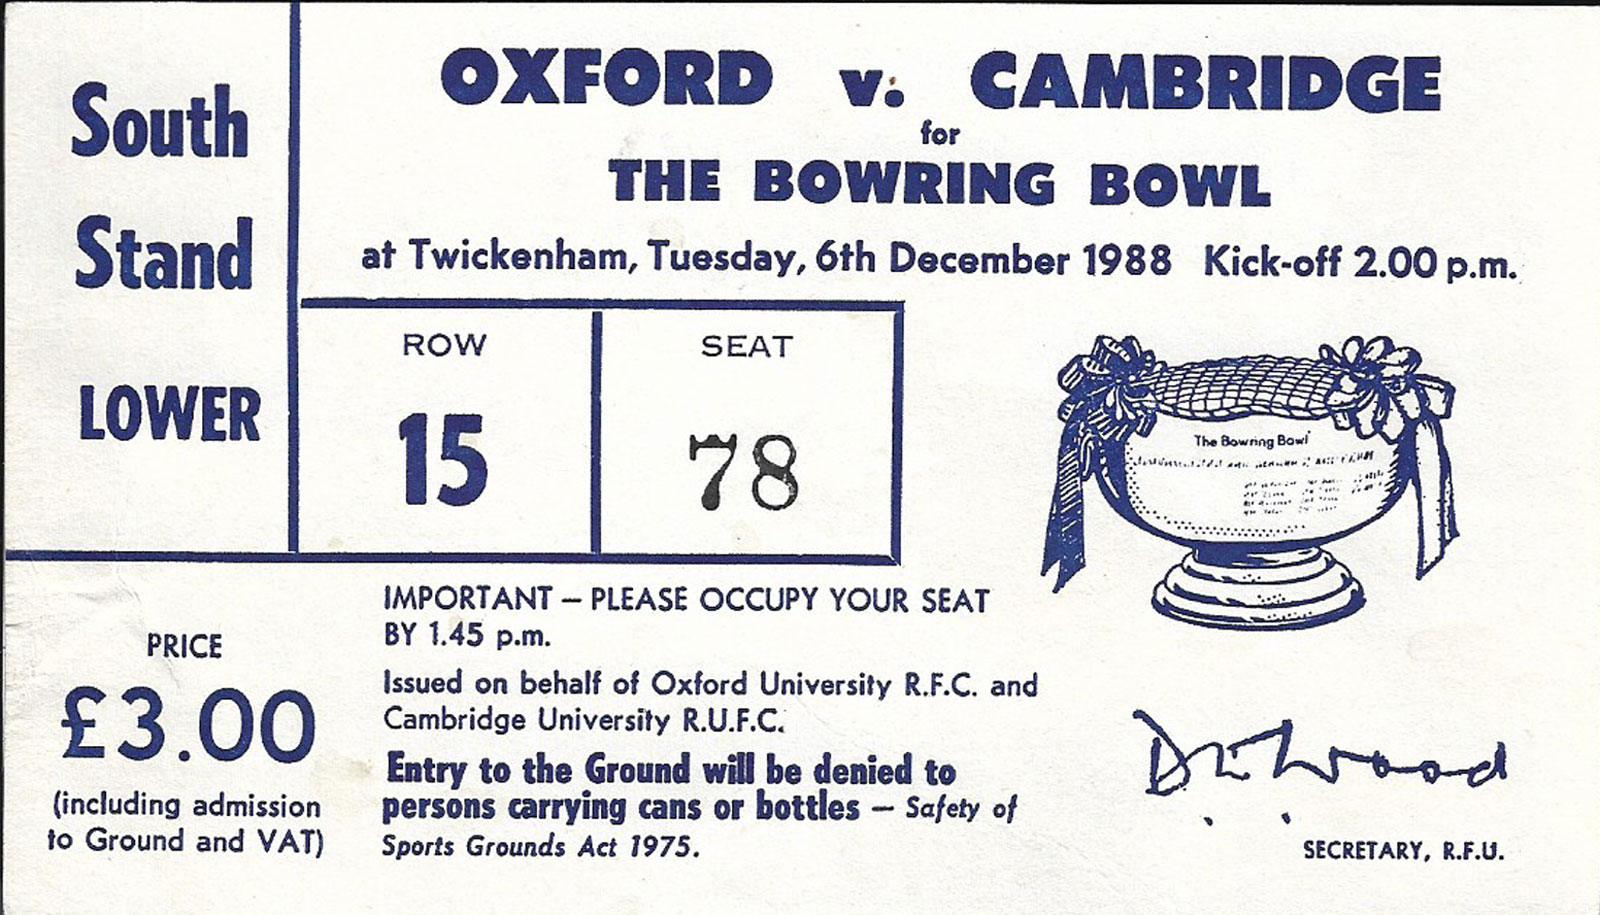 South
Stand
LOWER
OXFORD v. CAMBRIDGE
for
THE BOWRING BOWL
at Twickenham, Tuesday, 6th December 1988 Kick-off 2.00 p.m.
ROW
15
SEAT
78
The Bowring Bowl
PRICE
£3.00
(including admission
to Ground and VAT)
IMPORTANT – PLEASE OCCUPY YOUR SEAT
BY 1.45 p.m.
Issued on behalf of Oxford University R.F.C. and
Cambridge University R.U.F.C.
Entry to the Ground will be denied to
persons carrying cans or bottles – Safety of
Sports Grounds Act 1975.
Wood
SECRETARY, R.F.U.